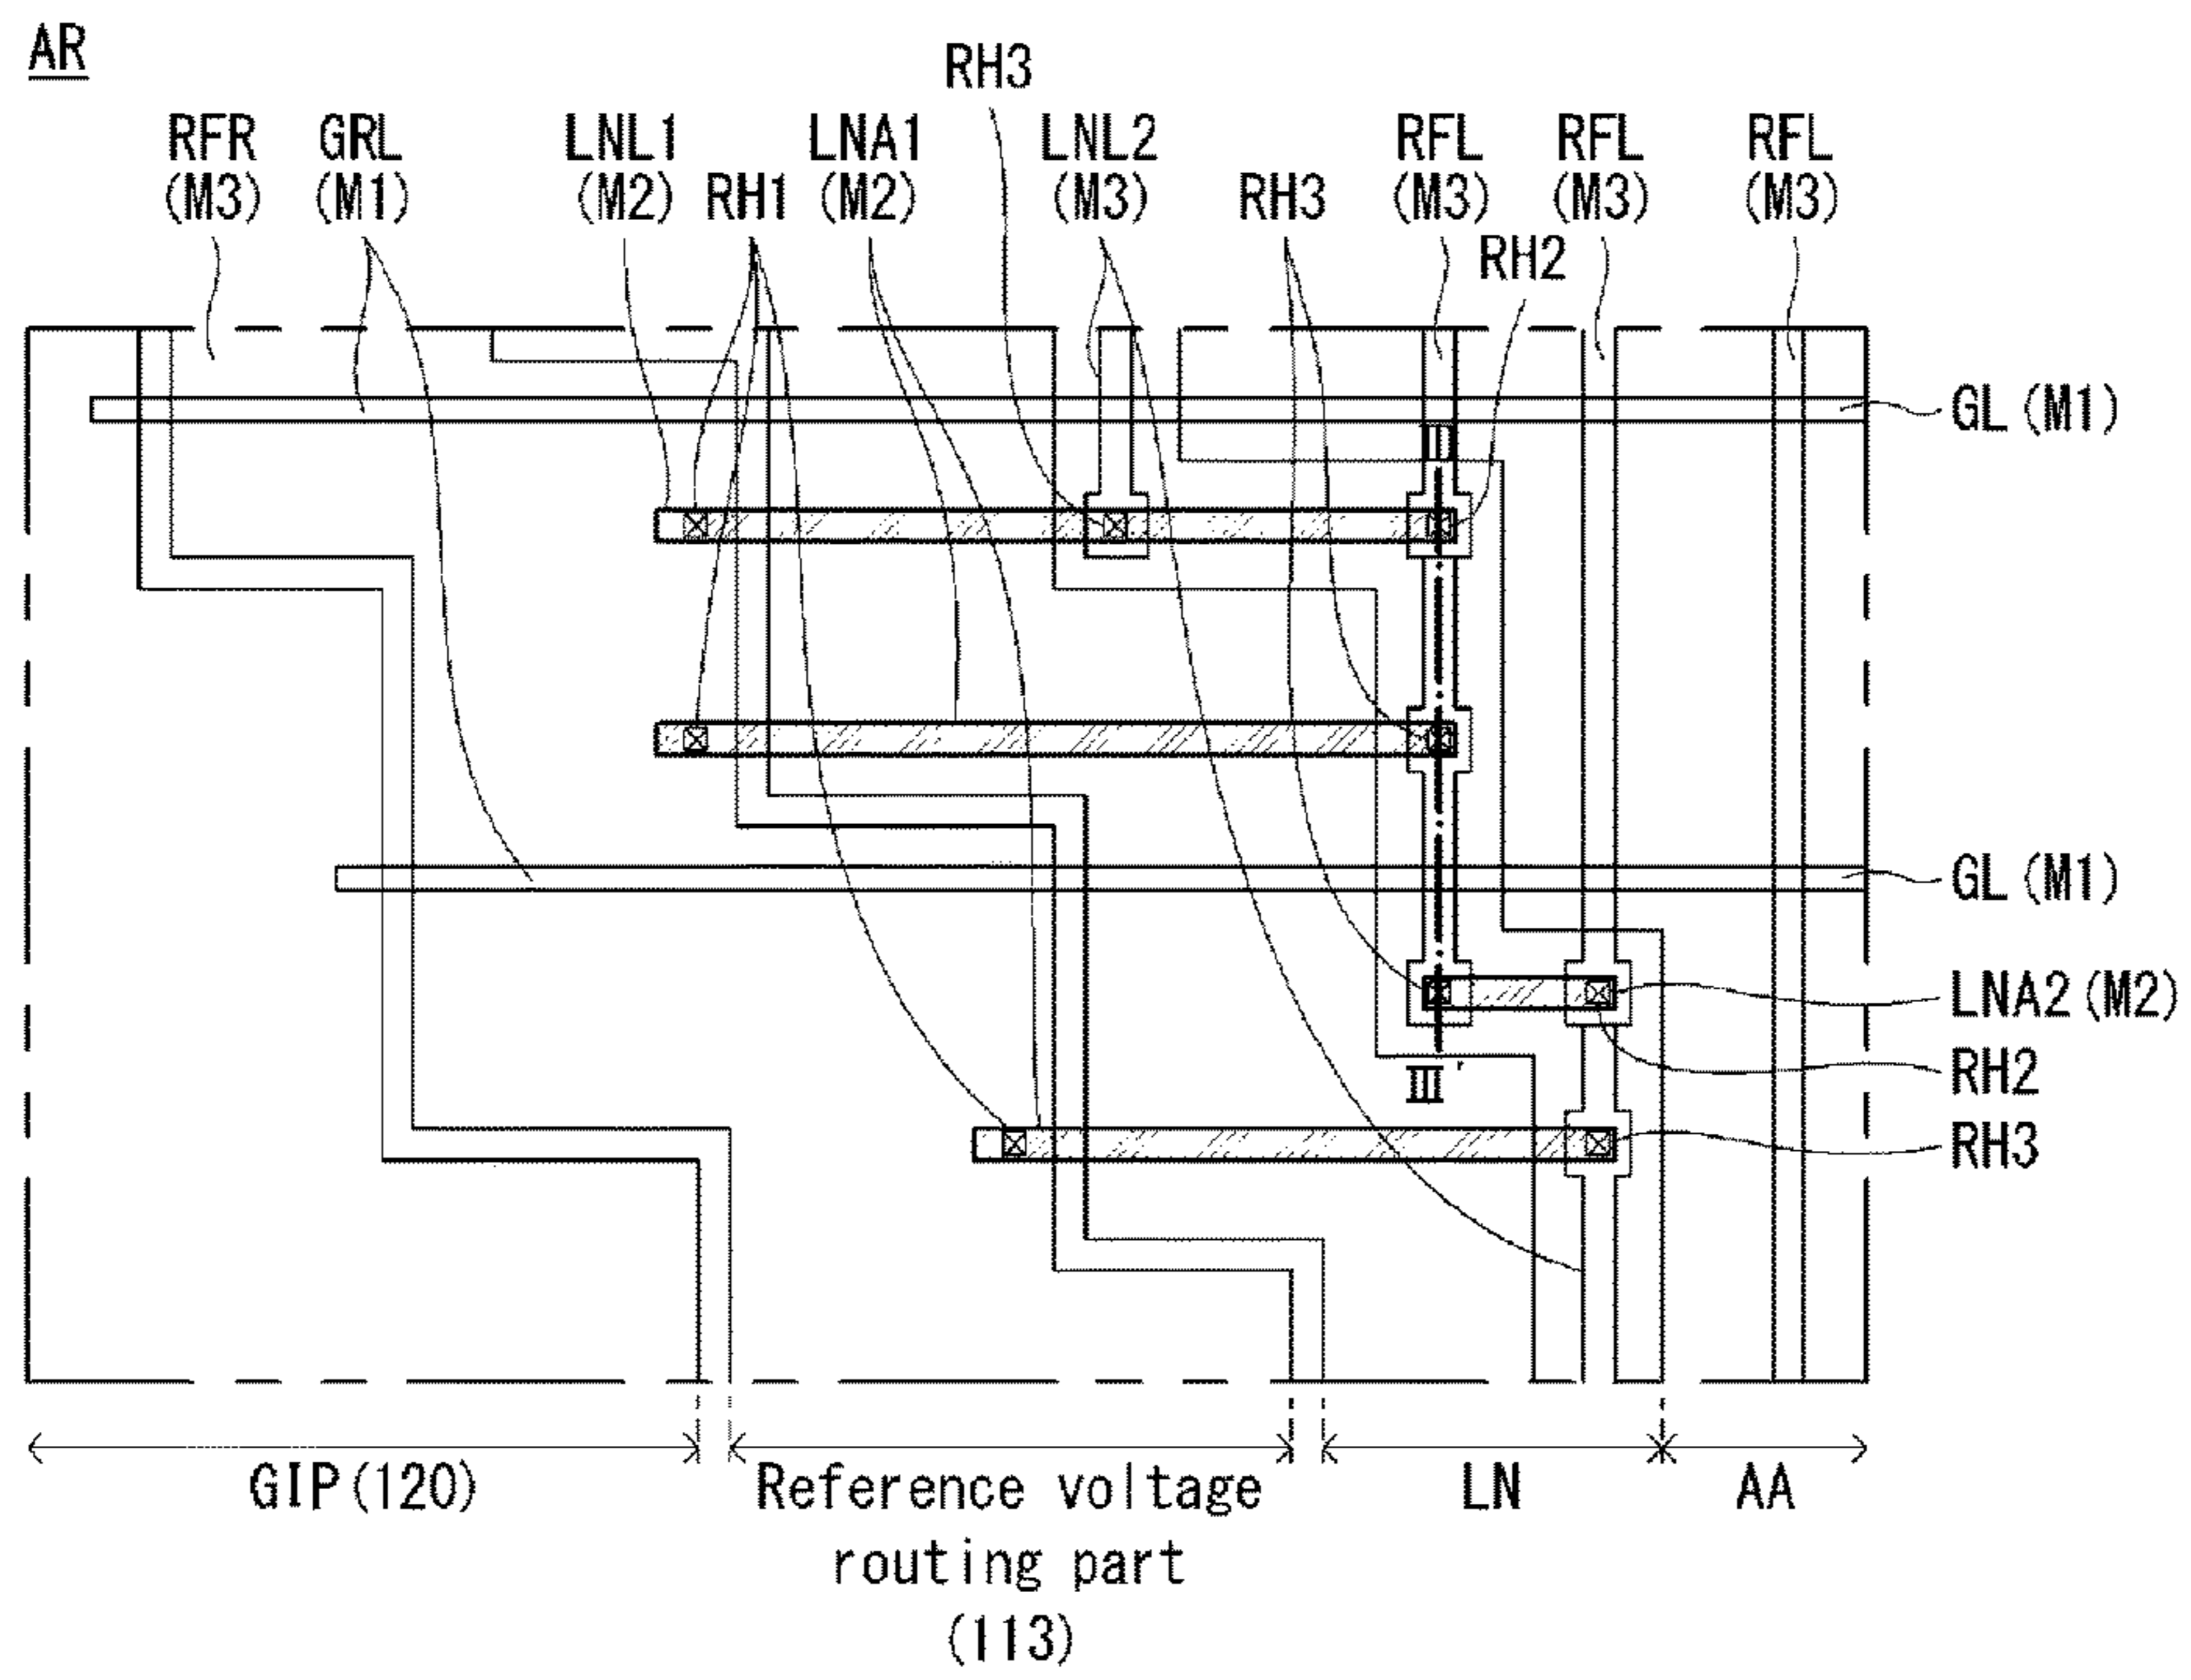 AR
RH3
RFR GRL LNL1 LNA1 LNL2 RFL RFL RFL
(M3) (M1) (M2) RH1 (M2) (M3) RH3 (M3) (M3) (M3)
RH2
GL (M1)
GL (M1)
LNA2 (M2)
RH2
III'
RH3
GIP(120) Reference voltage LN AA
routing part
(113)